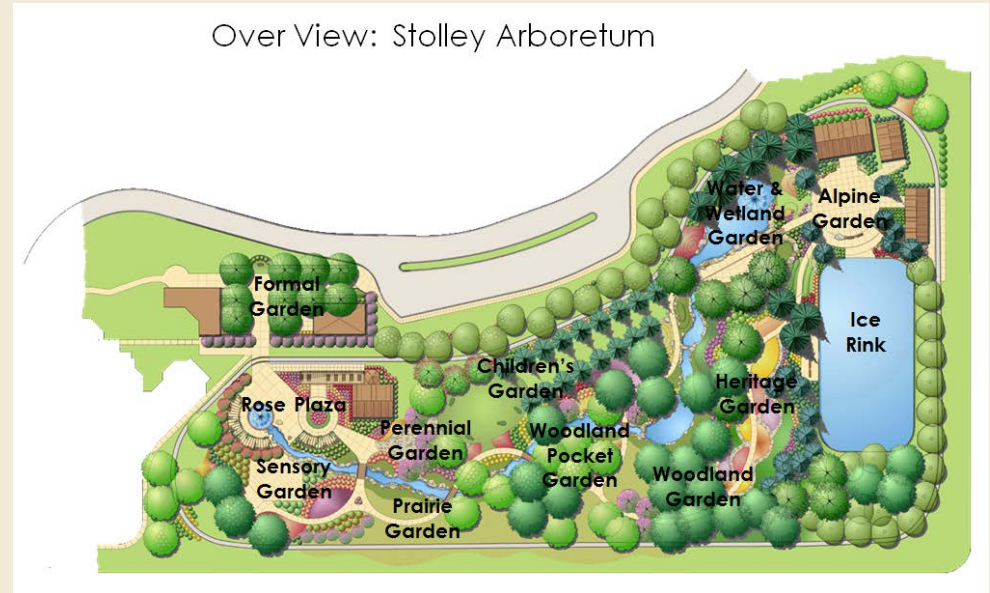 Over View: Stolley Arboretum
Water &
Wetland
Garden
Alpine
Garden
Formal
Garden
Ice
Rink
Children's
Garden
Heritage
Garden
Rose Plaza
Perennial
Garden
Woodland
Pocket
Garden
Sensory
Garden
Woodland
Garden
Prairie
Garden